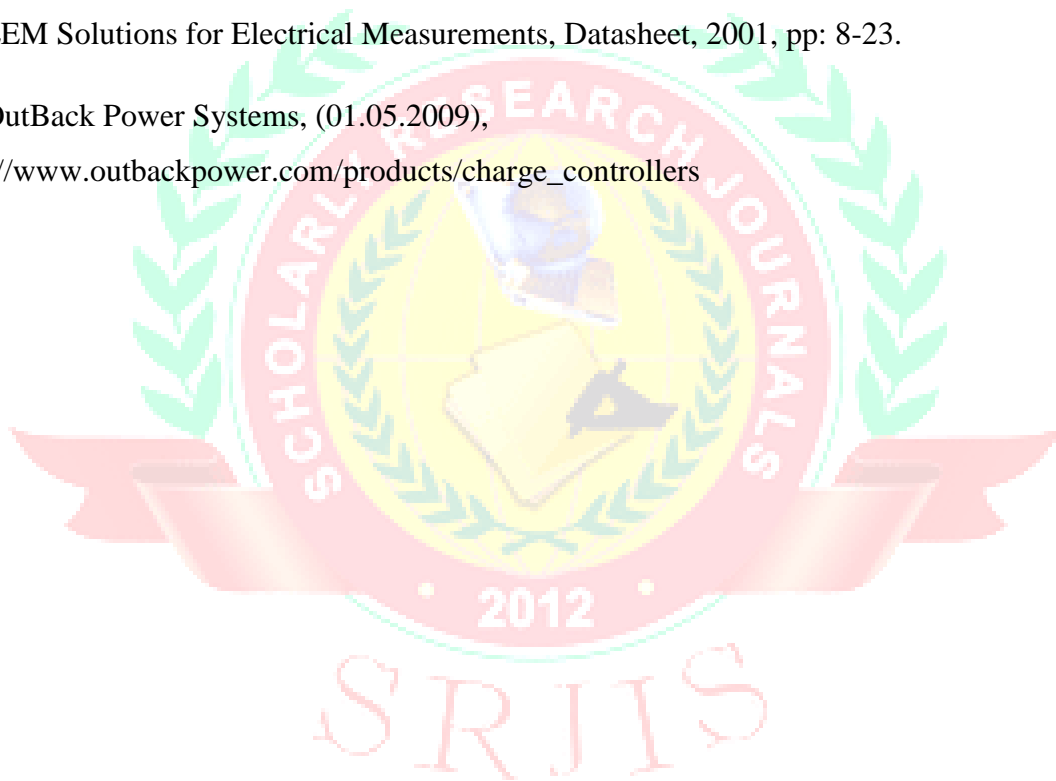 EM Solutions for Electrical Measurements, Datasheet, 2001, pp: 8-23.
OutBack Power Systems, (01.05.2009),
//www.outbackpower.com/products/charge_controllers
SCHOLARLY RESEARCH JOURNALS
2012
SRJIS